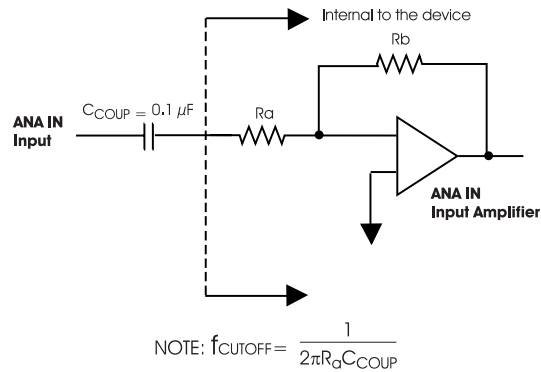 Internal to the device
Rb
CCOUP = 0.1 μF
Ra
ANA IN
Input
ANA IN
Input Amplifier
NOTE: fCUTOFF = 1
2πRaCCOUP